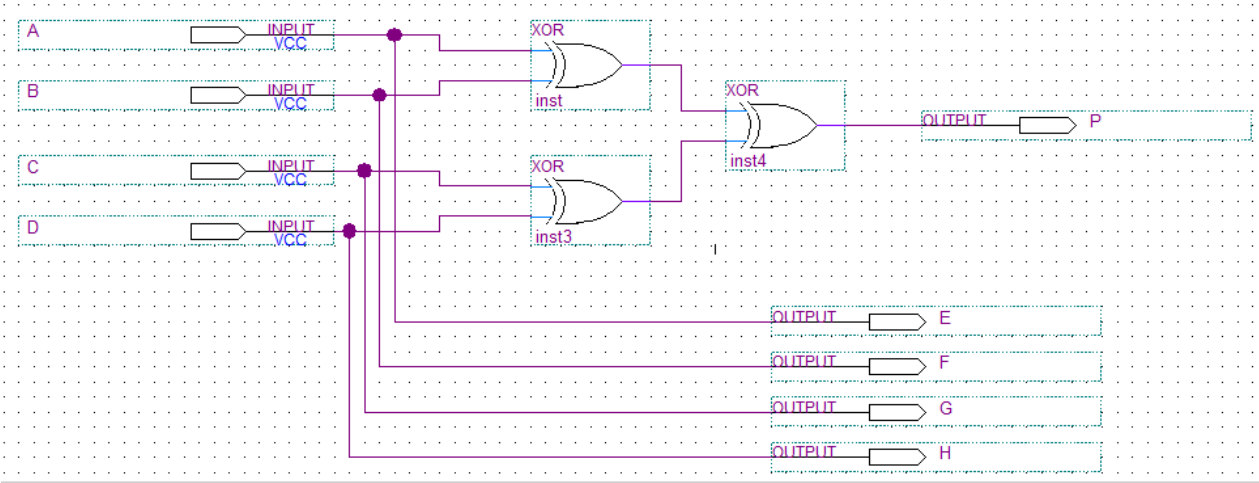 A INPUT
VCC
XOR
inst
B INPUT
VCC
XOR
inst4
OUTPUT P
C INPUT
VCC
XOR
inst3
D INPUT
VCC
OUTPUT E
OUTPUT F
OUTPUT G
OUTPUT H